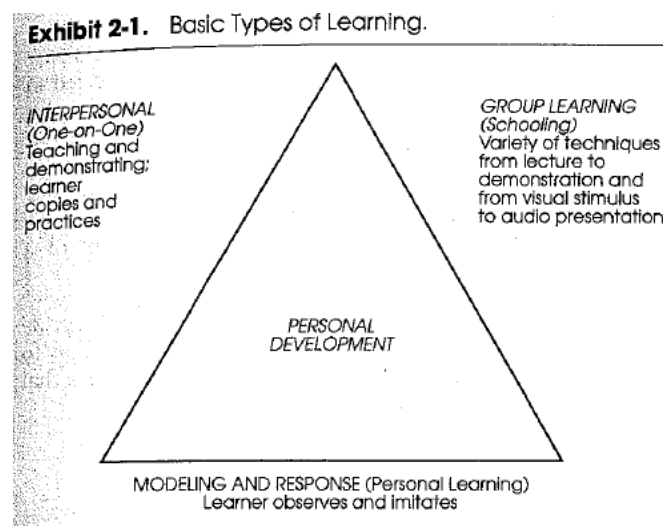 Exhibit 2-1. Basic Types of Learning.
INTERPERSONAL
(One-on-One)
Teaching and
demonstrating;
learner
copies and
practices
GROUP LEARNING
(Schooling)
Variety of techniques
from lecture to
demonstration and
from visual stimulus
to audio presentation
PERSONAL
DEVELOPMENT
MODELING AND RESPONSE (Personal Learning)
Learner observes and imitates